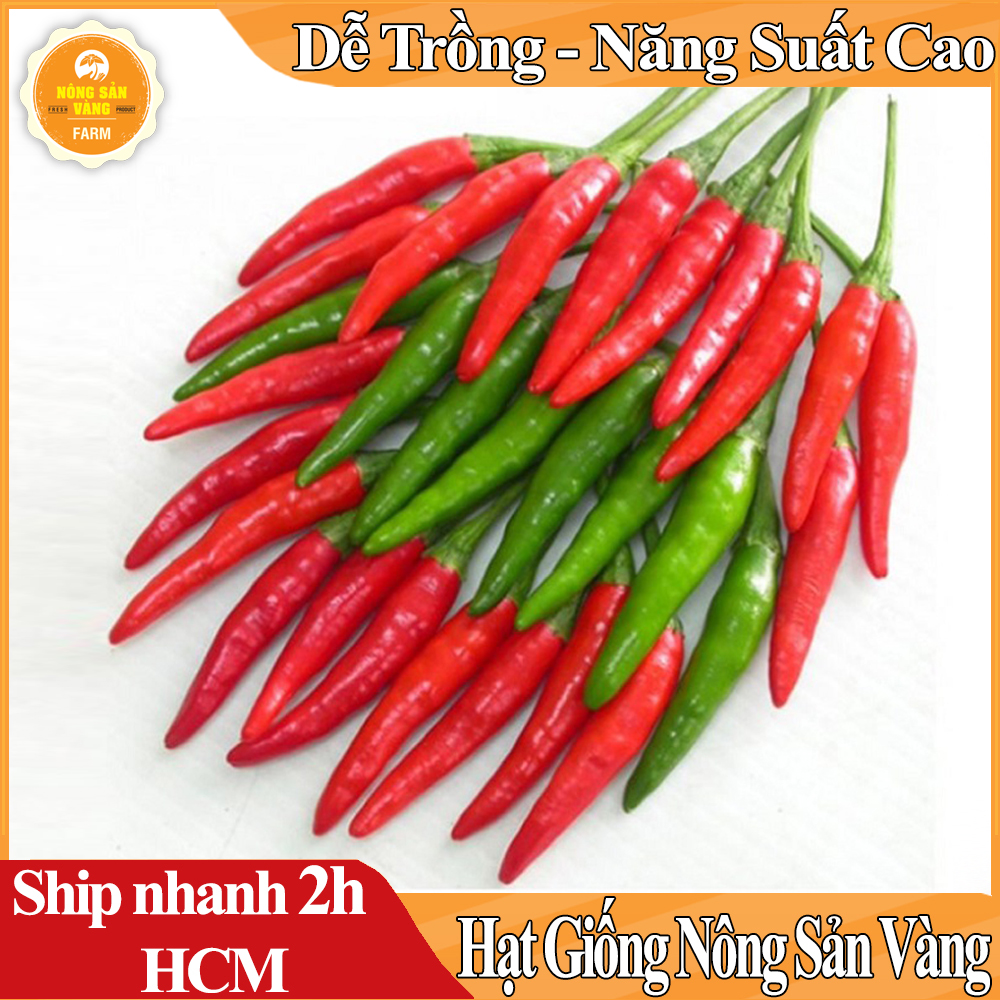 Dễ Trồng - Năng Suất Cao
NÔNG SẢN
FRESH PRODUCT
VÀNG
FARM
Ship nhanh 2h
HCM
Hạt Giống Nông Sản Vàng